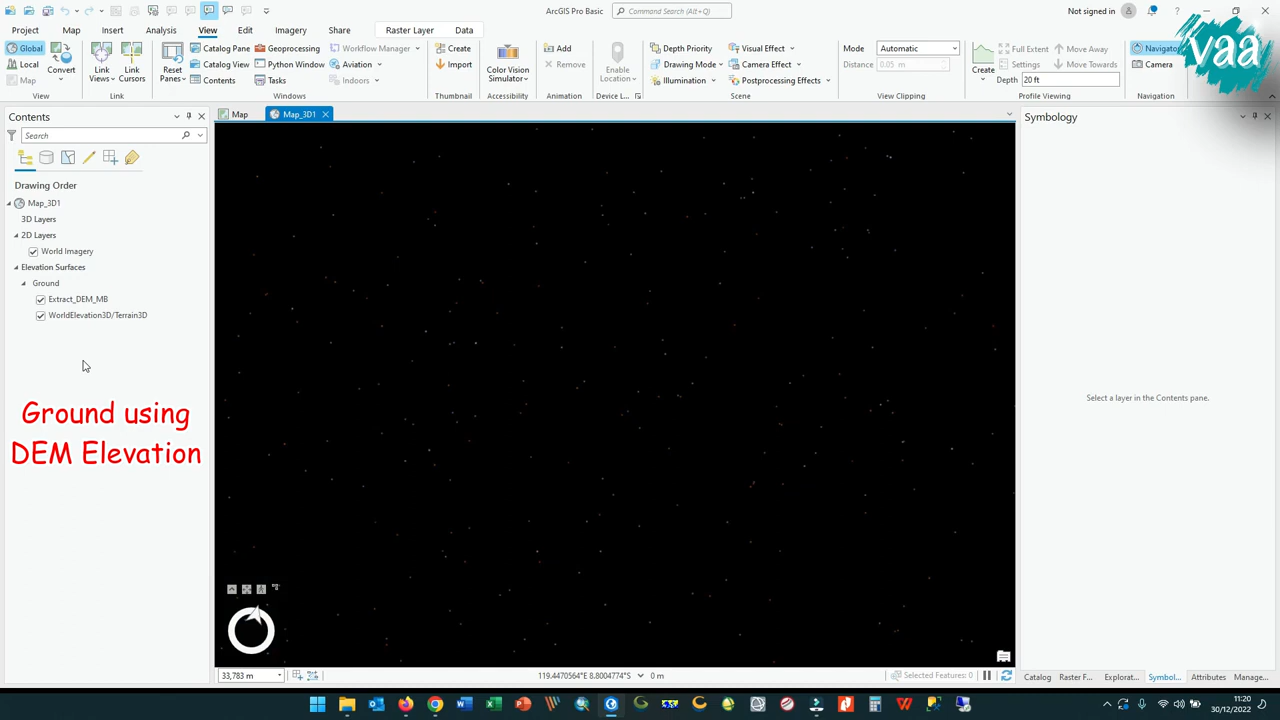 ArcGIS Pro Basic
Command Search (Alt+Q)
Not signed in
vaa
Project
Map
Insert
Analysis
View
Edit
Imagery
Share
Raster Layer
Data
Global
Local
Map
View
Convert
Link Views
Link Cursors
Link
Reset Panes
Catalog Pane
Catalog View
Contents
Geoprocessing
Python Window
Tasks
Workflow Manager
Aviation
Indoors
Windows
Create
Import
Thumbnail
Color Vision Simulator
Accessibility
Add
Remove
Animation
Enable Location
Device L...
Depth Priority
Drawing Mode
Illumination
Visual Effect
Camera Effect
Postprocessing Effects
Scene
Mode
Automatic
Distance
0.05 m
View Clipping
Create
Full Extent
Move Away
Move Towards
Depth
20 ft
Profile Viewing
Navigator
Camera
Navigation
Contents
Search
Drawing Order
Map_3D1
3D Layers
2D Layers
World Imagery
Elevation Surfaces
Ground
Extract_DEM_MB
WorldElevation3D/Terrain3D
Ground using
DEM Elevation
Map
Map_3D1
Symbology
Select a layer in the Contents pane.
33,783 m
119.4470564°E 8.8004774°S
0 m
Selected Features: 0
Catalog
Raster F...
Explorat...
Symbol...
Attributes
Manage...
11:20
30/12/2022